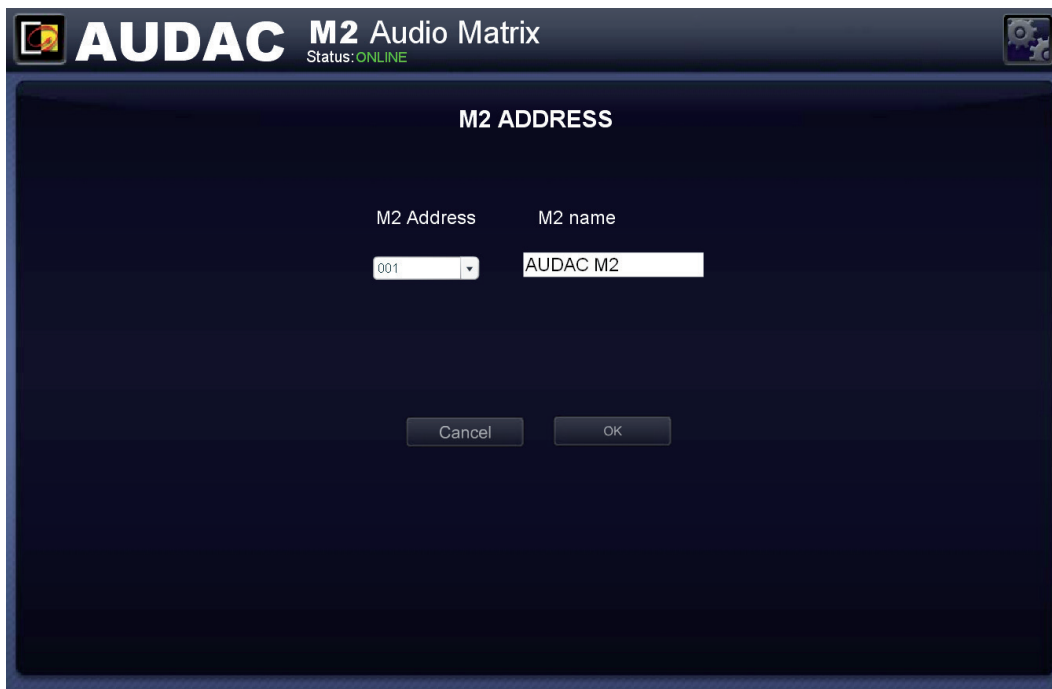 AUDAC M2 Audio Matrix
Status: ONLINE
M2 ADDRESS
M2 Address M2 name
001 AUDAC M2
Cancel OK